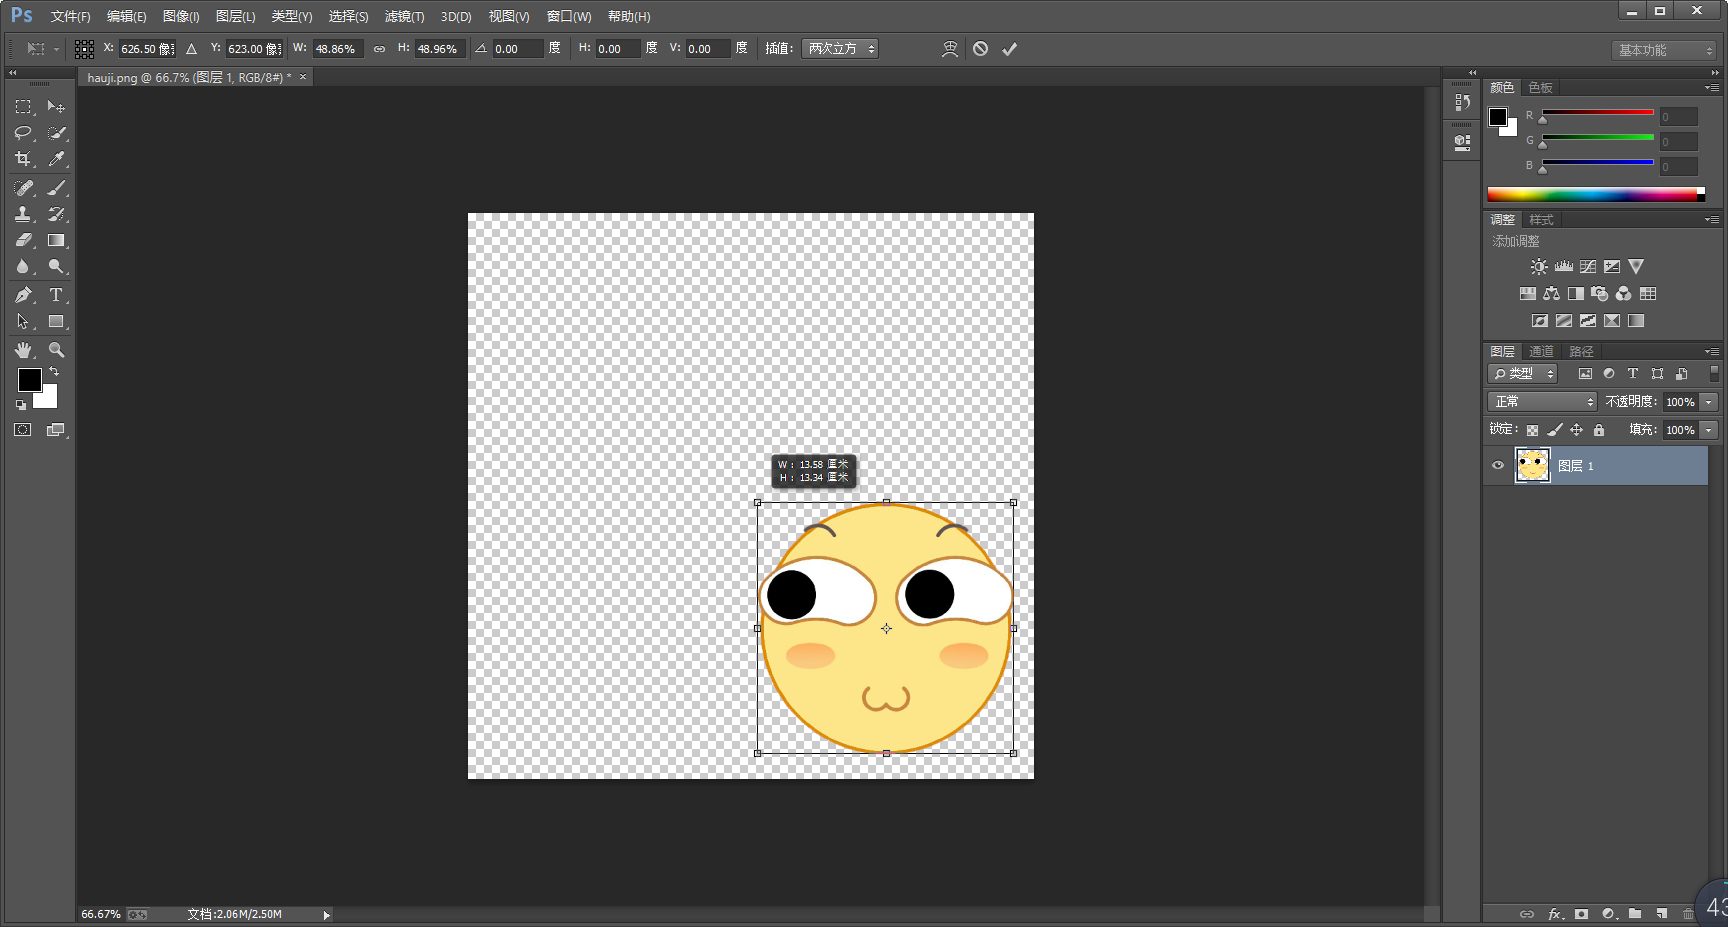 Ps 文件(F) 编辑(E) 图像(I) 图层(L) 类型(Y) 选择(S) 滤镜(T) 3D(D) 视图(V) 窗口(W) 帮助(H)
X: 626.50 像 Y: 623.00 像 W: 48.86% H: 48.96% 0.00 度 H: 0.00 度 V: 0.00 度 插值: 两次立方 基本功能
hauji.png @ 66.7% (图层 1, RGB/8#) * ×
颜色 色板
R 0
G 0
B 0
调整 样式
添加调整
图层 通道 路径
类型
正常 不透明度: 100%
锁定: 填充: 100%
图层 1
W : 13.58 厘米
H : 13.34 厘米
66.67% 文档:2.06M/2.50M
fx
43